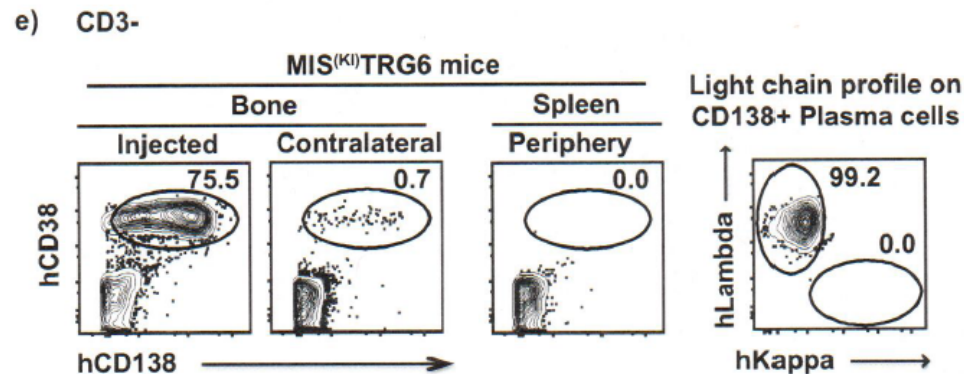 e) CD3-
MIS(KI)TRG6 mice
Bone
Spleen
Injected
Contralateral
Periphery
Light chain profile on
CD138+ Plasma cells
75.5
0.7
0.0
99.2
0.0
hCD38
hCD138
hLambda
hKappa